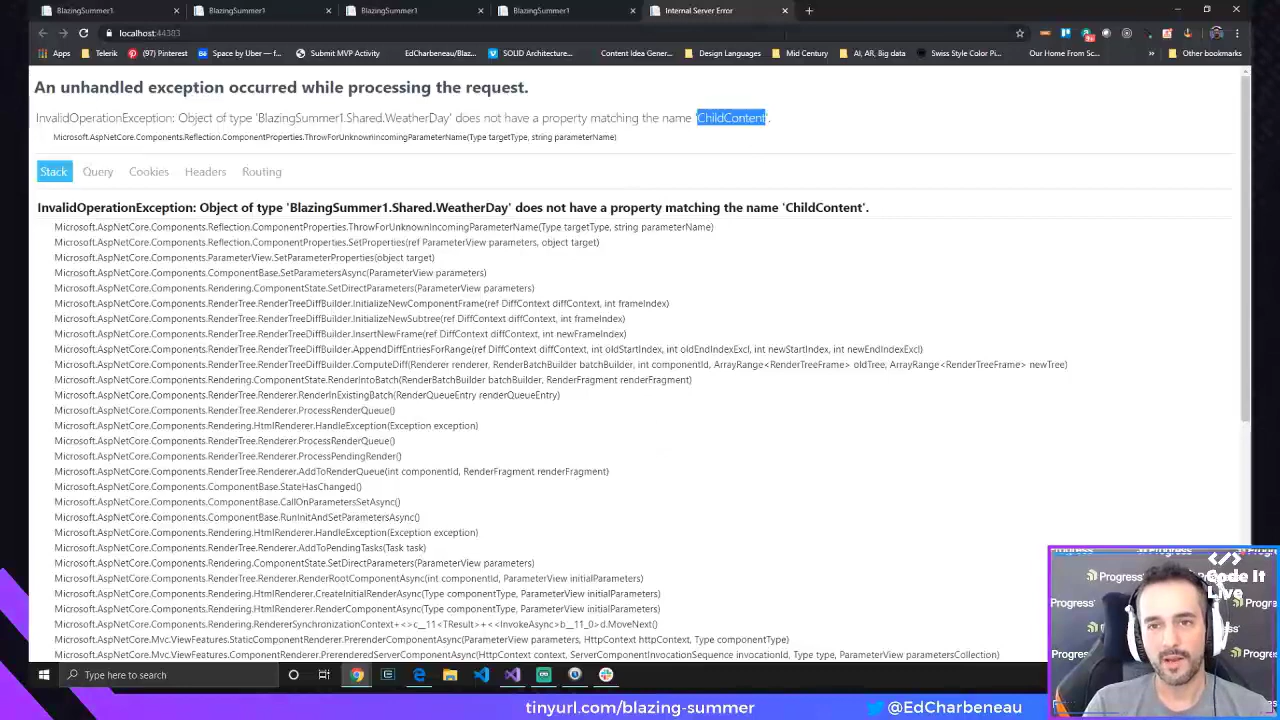 BlazingSummer1
BlazingSummer1
BlazingSummer1
BlazingSummer1
Internal Server Error
localhost:44383
Apps
Telerik
(97) Pinterest
Space by Uber
Submit MVP Activity
EdCharbeneau/Blaz...
SOLID Architecture...
Content Idea Gener...
Design Languages
Mid Century
AI, AR, Big data
Swiss Style Color Pi...
Our Home From Sc...
Other bookmarks
An unhandled exception occurred while processing the request.
InvalidOperationException: Object of type 'BlazingSummer1.Shared.WeatherDay' does not have a property matching the name 'ChildContent'.
Microsoft.AspNetCore.Components.Reflection.ComponentProperties.ThrowForUnknownIncomingParameterName(Type targetType, string parameterName)
Stack
Query
Cookies
Headers
Routing
InvalidOperationException: Object of type 'BlazingSummer1.Shared.WeatherDay' does not have a property matching the name 'ChildContent'.
Microsoft.AspNetCore.Components.Reflection.ComponentProperties.ThrowForUnknownIncomingParameterName(Type targetType, string parameterName)
Microsoft.AspNetCore.Components.Reflection.ComponentProperties.SetProperties(ref ParameterView parameters, object target)
Microsoft.AspNetCore.Components.ParameterView.SetParameterProperties(object target)
Microsoft.AspNetCore.Components.ComponentBase.SetParametersAsync(ParameterView parameters)
Microsoft.AspNetCore.Components.Rendering.ComponentState.SetDirectParameters(ParameterView parameters)
Microsoft.AspNetCore.Components.RenderTree.RenderTreeDiffBuilder.InitializeNewComponentFrame(ref DiffContext diffContext, int frameIndex)
Microsoft.AspNetCore.Components.RenderTree.RenderTreeDiffBuilder.InitializeNewSubtree(ref DiffContext diffContext, int frameIndex)
Microsoft.AspNetCore.Components.RenderTree.RenderTreeDiffBuilder.InsertNewFrame(ref DiffContext diffContext, int newFrameIndex)
Microsoft.AspNetCore.Components.RenderTree.RenderTreeDiffBuilder.AppendDiffEntriesForRange(ref DiffContext diffContext, int oldStartIndex, int oldEndIndexExcl, int newStartIndex, int newEndIndexExcl)
Microsoft.AspNetCore.Components.RenderTree.RenderTreeDiffBuilder.ComputeDiff(Renderer renderer, RenderBatchBuilder batchBuilder, int componentId, ArrayRange<RenderTreeFrame> oldTree, ArrayRange<RenderTreeFrame> newTree)
Microsoft.AspNetCore.Components.Rendering.ComponentState.RenderIntoBatch(RenderBatchBuilder batchBuilder, RenderFragment renderFragment)
Microsoft.AspNetCore.Components.RenderTree.Renderer.RenderInExistingBatch(RenderQueueEntry renderQueueEntry)
Microsoft.AspNetCore.Components.RenderTree.Renderer.ProcessRenderQueue()
Microsoft.AspNetCore.Components.Rendering.HtmlRenderer.HandleException(Exception exception)
Microsoft.AspNetCore.Components.RenderTree.Renderer.ProcessRenderQueue()
Microsoft.AspNetCore.Components.RenderTree.Renderer.ProcessPendingRender()
Microsoft.AspNetCore.Components.RenderTree.Renderer.AddToRenderQueue(int componentId, RenderFragment renderFragment)
Microsoft.AspNetCore.Components.ComponentBase.StateHasChanged()
Microsoft.AspNetCore.Components.ComponentBase.CallOnParametersSetAsync()
Microsoft.AspNetCore.Components.ComponentBase.RunInitAndSetParametersAsync()
Microsoft.AspNetCore.Components.Rendering.HtmlRenderer.HandleException(Exception exception)
Microsoft.AspNetCore.Components.RenderTree.Renderer.AddToPendingTasks(Task task)
Microsoft.AspNetCore.Components.Rendering.ComponentState.SetDirectParameters(ParameterView parameters)
Microsoft.AspNetCore.Components.RenderTree.Renderer.RenderRootComponentAsync(int componentId, ParameterView initialParameters)
Microsoft.AspNetCore.Components.Rendering.HtmlRenderer.CreateInitialRenderAsync(Type componentType, ParameterView initialParameters)
Microsoft.AspNetCore.Components.Rendering.HtmlRenderer.RenderComponentAsync(Type componentType, ParameterView initialParameters)
Microsoft.AspNetCore.Components.Rendering.RendererSynchronizationContext+<>c__11<TResult>+<<InvokeAsync>b__11_0>d.MoveNext()
Microsoft.AspNetCore.Mvc.ViewFeatures.StaticComponentRenderer.PrerenderComponentAsync(ParameterView parameters, HttpContext httpContext, Type componentType)
Microsoft.AspNetCore.Mvc.ViewFeatures.ComponentRenderer.PrerenderedServerComponentAsync(HttpContext context, ServerComponentInvocationSequence invocationId, Type type, ParameterView parametersCollection)
Progress
Code It
Live
Type here to search
tinyurl.com/blazing-summer
@EdCharbeneau